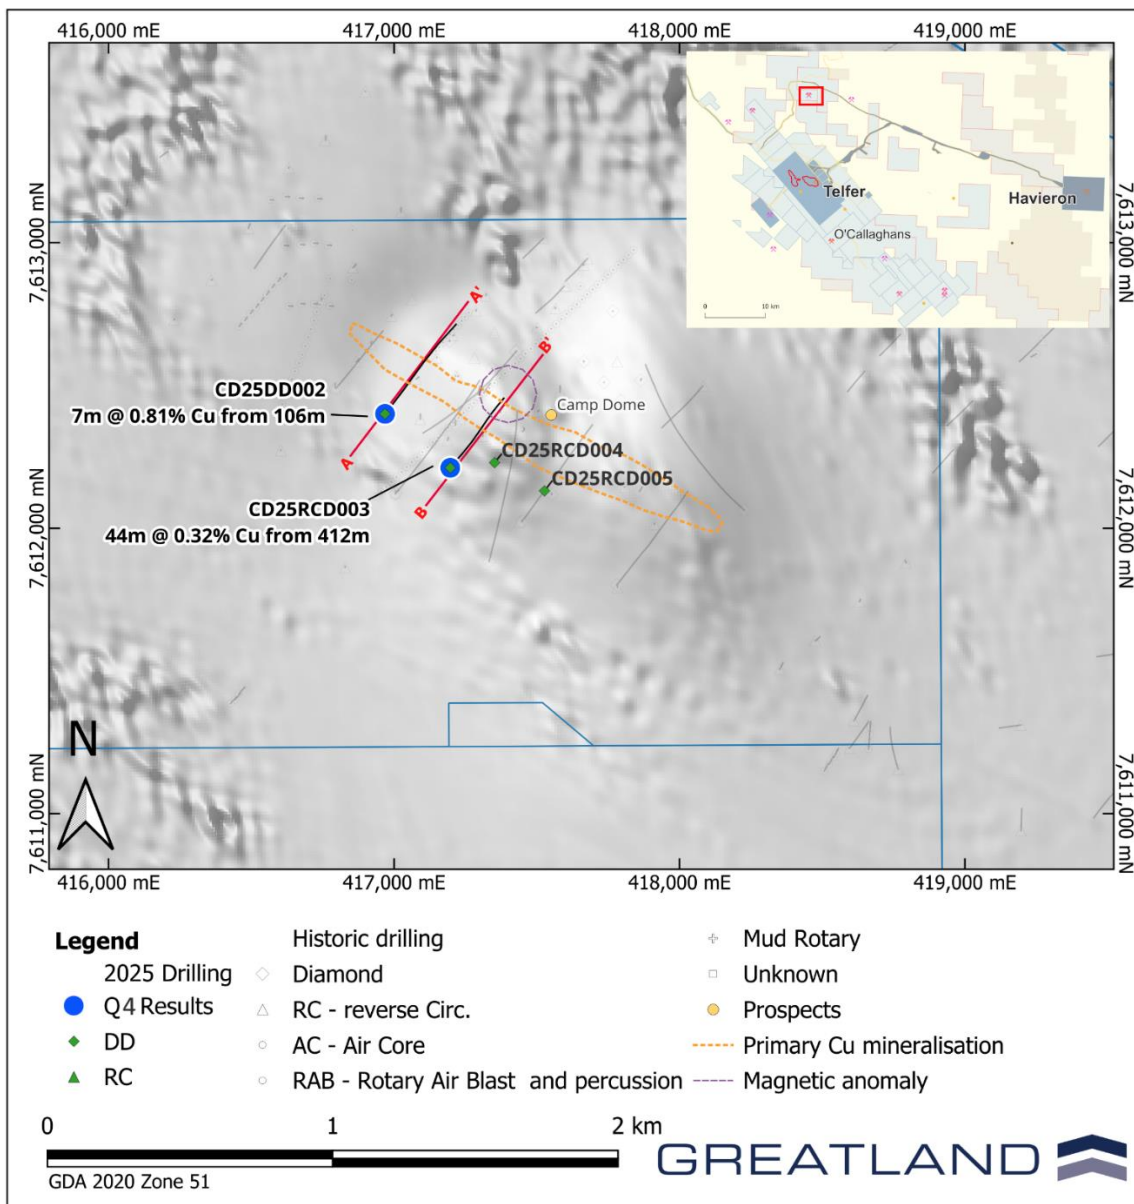 416,000 mE
417,000 mE
418,000 mE
419,000 mE
7,613,000 mN
7,613,000 mN
Telfer
Havieron
O'Callaghans
0
10 km
A'
B'
CD25DD002
7m @ 0.81% Cu from 106m
Camp Dome
A
CD25RCD004
CD25RCD005
CD25RCD003
B
44m @ 0.32% Cu from 412m
7,612,000 mN
7,612,000 mN
N
7,611,000 mN
7,611,000 mN
416,000 mE
417,000 mE
418,000 mE
419,000 mE
Legend
2025 Drilling
Q4 Results
DD
RC
Historic drilling
Diamond
RC - reverse Circ.
AC - Air Core
RAB - Rotary Air Blast and percussion
Mud Rotary
Unknown
Prospects
Primary Cu mineralisation
Magnetic anomaly
0
1
2 km
GDA 2020 Zone 51
GREATLAND